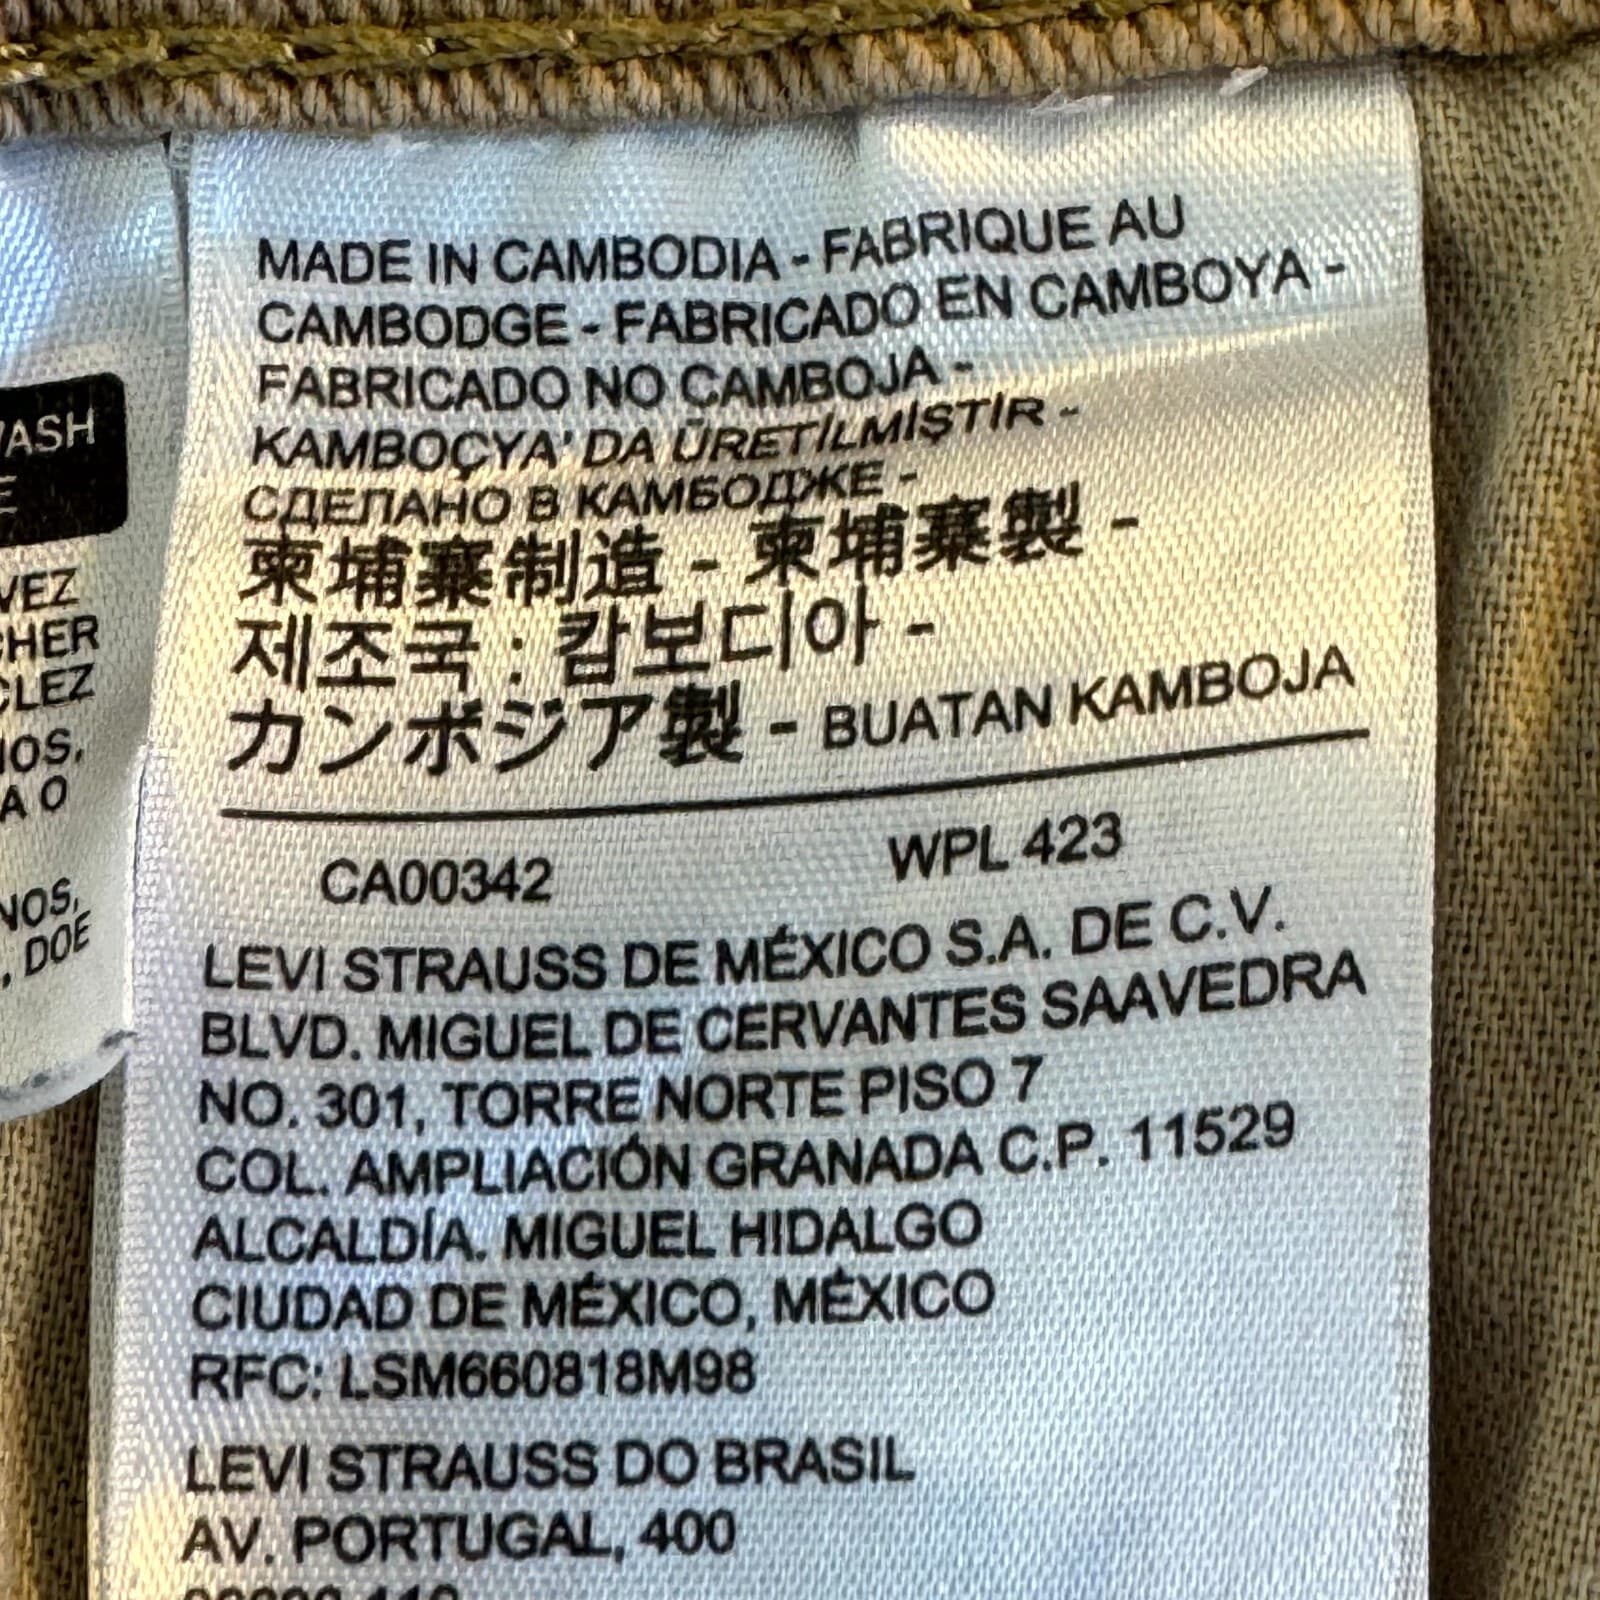 MADE IN CAMBODIA - FABRIQUE AU
CAMBODGE - FABRICADO EN CAMBOYA -
FABRICADO NO CAMBOJA -
KAMBOÇYA' DA ÜRETİLMİŞTİR -
СДЕЛАНО В КАМБОДЖЕ -
柬埔寨制造 - 柬埔寨製 -
제조국 : 캄보디아 -
カンボジア製 - BUATAN KAMBOJA
CA00342 WPL 423
LEVI STRAUSS DE MÉXICO S.A. DE C.V.
BLVD. MIGUEL DE CERVANTES SAAVEDRA
NO. 301, TORRE NORTE PISO 7
COL. AMPLIACIÓN GRANADA C.P. 11529
ALCALDÍA. MIGUEL HIDALGO
CIUDAD DE MÉXICO, MÉXICO
RFC: LSM660818M98
LEVI STRAUSS DO BRASIL
AV. PORTUGAL, 400
DOE
A O